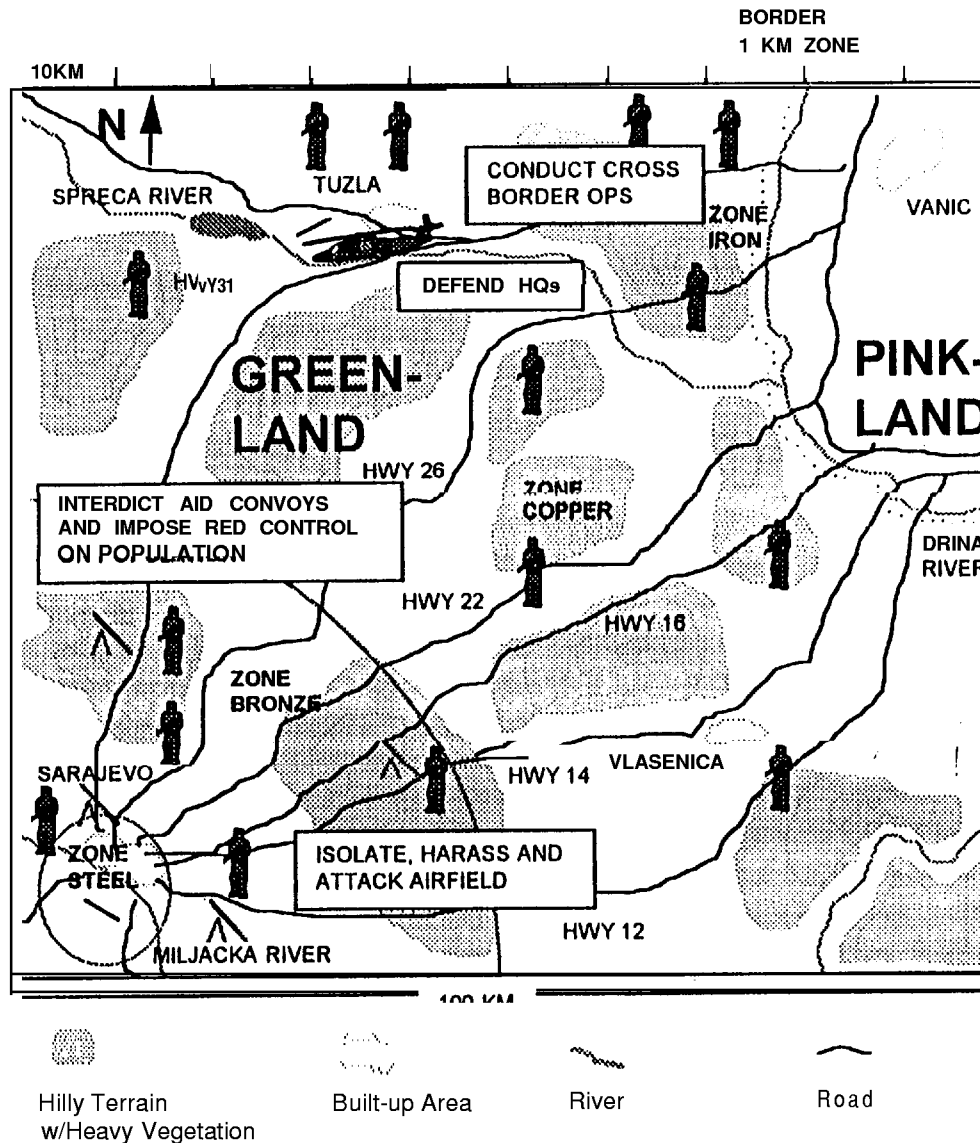 BORDER
1 KM ZONE
10KM
N
SPRECA RIVER
TUZLA
CONDUCT CROSS
BORDER OPS
ZONE
IRON
VANIC
HVvY31
DEFEND HQs
GREEN-
LAND
PINK-
LAND
HWY 26
INTERDICT AID CONVOYS
AND IMPOSE RED CONTROL
ON POPULATION
ZONE
COPPER
DRINA
RIVER
HWY 22
HWY 16
ZONE
BRONZE
SARAJEVO
HWY 14
VLASENICA
ZONE
STEEL
ISOLATE, HARASS AND
ATTACK AIRFIELD
HWY 12
MILJACKA RIVER
100 KM
Hilly Terrain
w/Heavy Vegetation
Built-up Area
River
Road